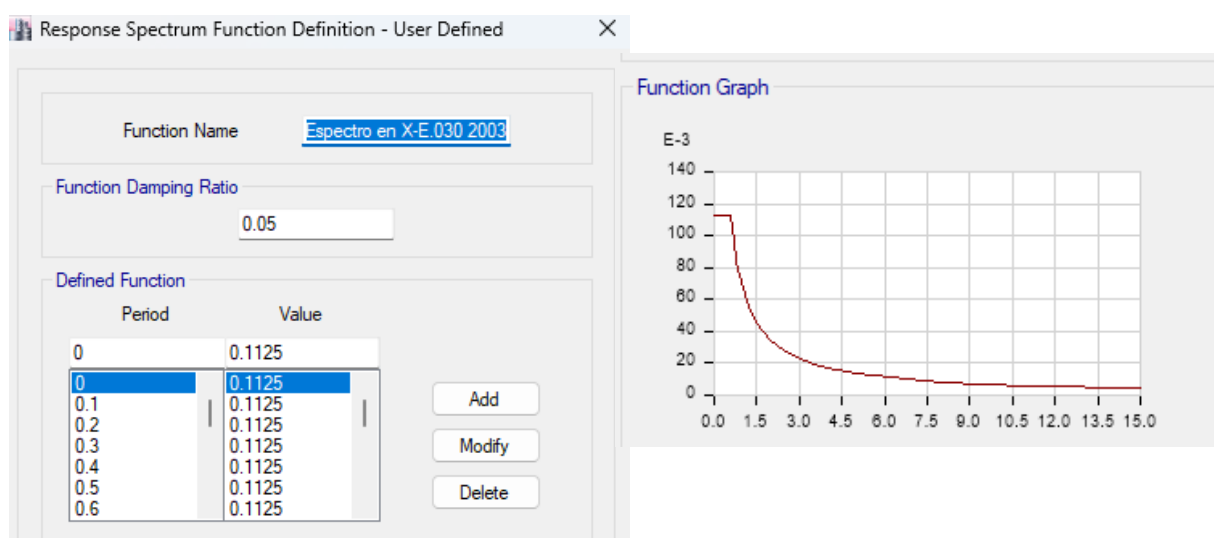 Response Spectrum Function Definition - User Defined
Function Name
Espectro en X-E.030 2003
Function Damping Ratio
0.05
Defined Function
Period Value
0 0.1125
0 0.1125
0.1 0.1125
0.2 0.1125
0.3 0.1125
0.4 0.1125
0.5 0.1125
0.6 0.1125
Add
Modify
Delete
Function Graph
E-3
140
120
100
80
60
40
20
0
0.0 1.5 3.0 4.5 6.0 7.5 9.0 10.5 12.0 13.5 15.0